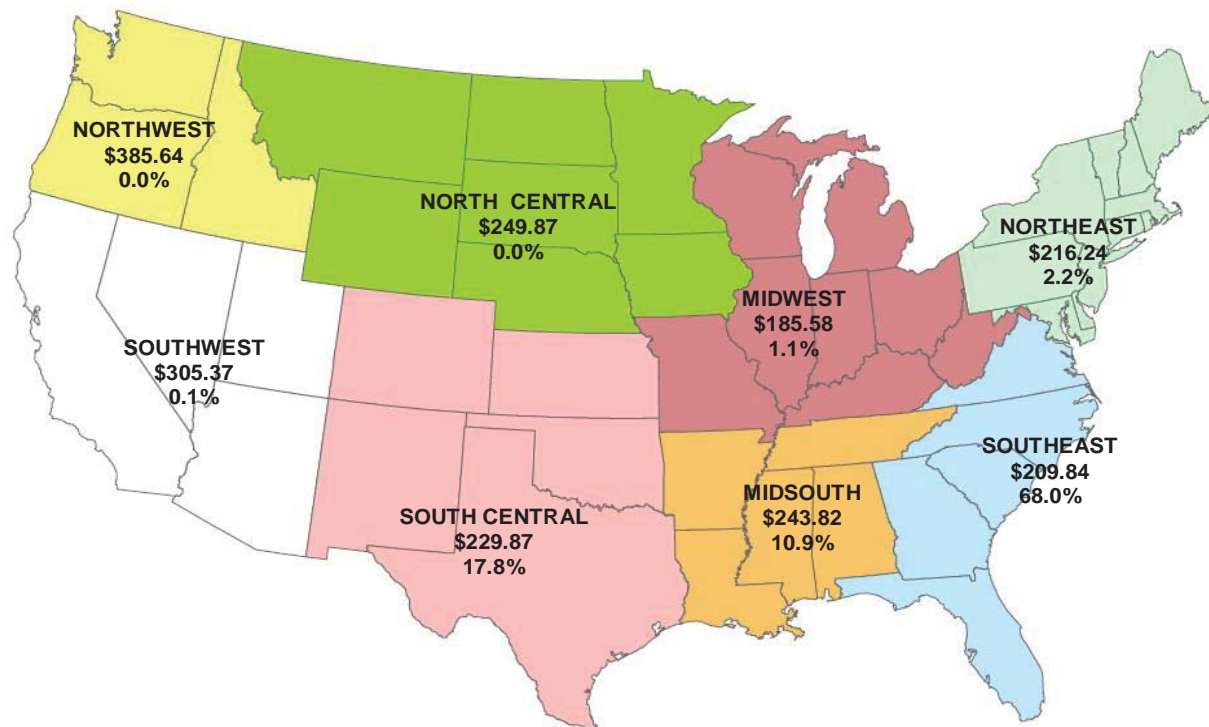 NORTHWEST
$385.64
0.0%
NORTH CENTRAL
$249.87
0.0%
NORTHEAST
$216.24
2.2%
MIDWEST
$185.58
1.1%
SOUTHWEST
$305.37
0.1%
SOUTHEAST
$209.84
68.0%
MIDSOUTH
$243.82
10.9%
SOUTH CENTRAL
$229.87
17.8%